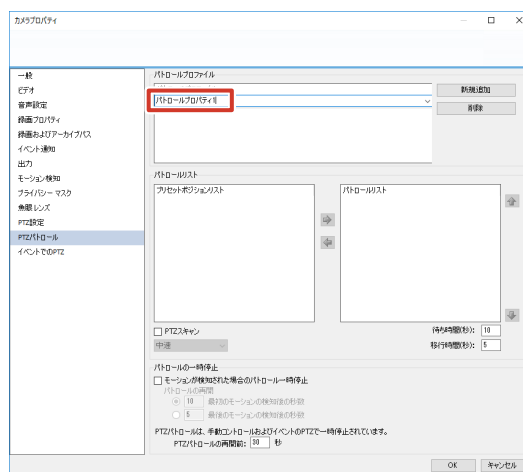 カメラプロパティ
一般
ビデオ
音声設定
録画プロパティ
録画およびアーカイブパス
イベント通知
出力
モーション検知
プライバシー マスク
魚眼レンズ
PTZ設定
PTZパトロール
イベントでのPTZ
パトロールプロファイル
パトロールプロパティ1
新規追加
削除
パトロールリスト
プリセットポジションリスト
パトロールリスト
PTZスキャン
中速
待ち時間(秒): 10
移行時間(秒): 5
パトロールの一時停止
モーションが検知された場合のパトロール一時停止
パトロールの再開
10 最初のモーションの検知後の秒数
5 最後のモーションの検知後の秒数
PTZパトロールは、手動コントロールおよびイベントのPTZで一時停止されています。
PTZパトロールの再開前: 30 秒
OK キャンセル